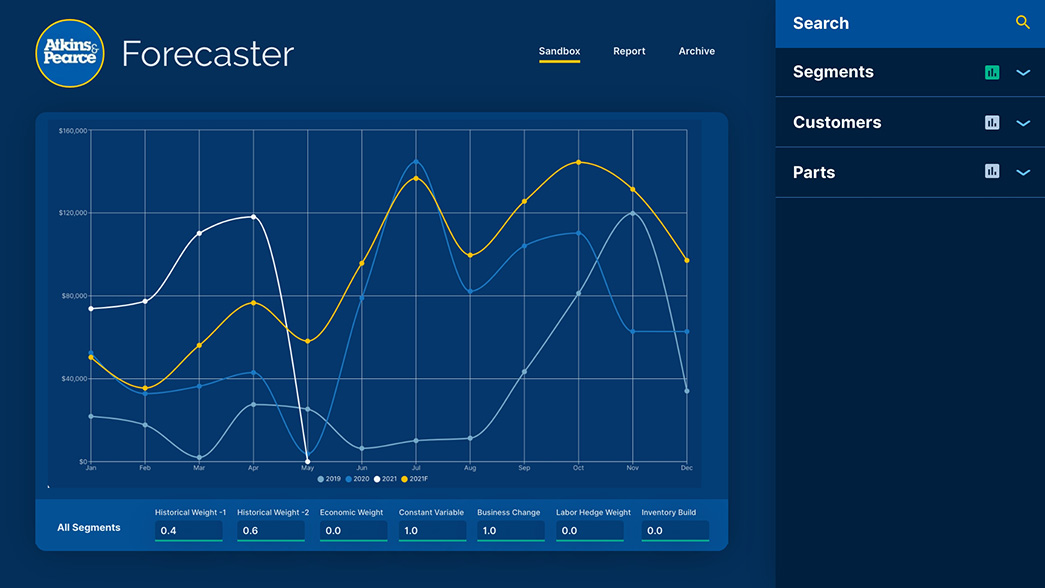 Atkins &
Pearce
Forecaster
Sandbox Report Archive
Search
Segments
Customers
Parts
$160,000
$120,000
$80,000
$40,000
$0
Jan Feb Mar Apr May Jun Jul Aug Sep Oct Nov Dec
2019 2020 2021 2021F
All Segments
Historical Weight -1 Historical Weight -2 Economic Weight Constant Variable Business Change Labor Hedge Weight Inventory Build
0.4 0.6 0.0 1.0 1.0 0.0 0.0